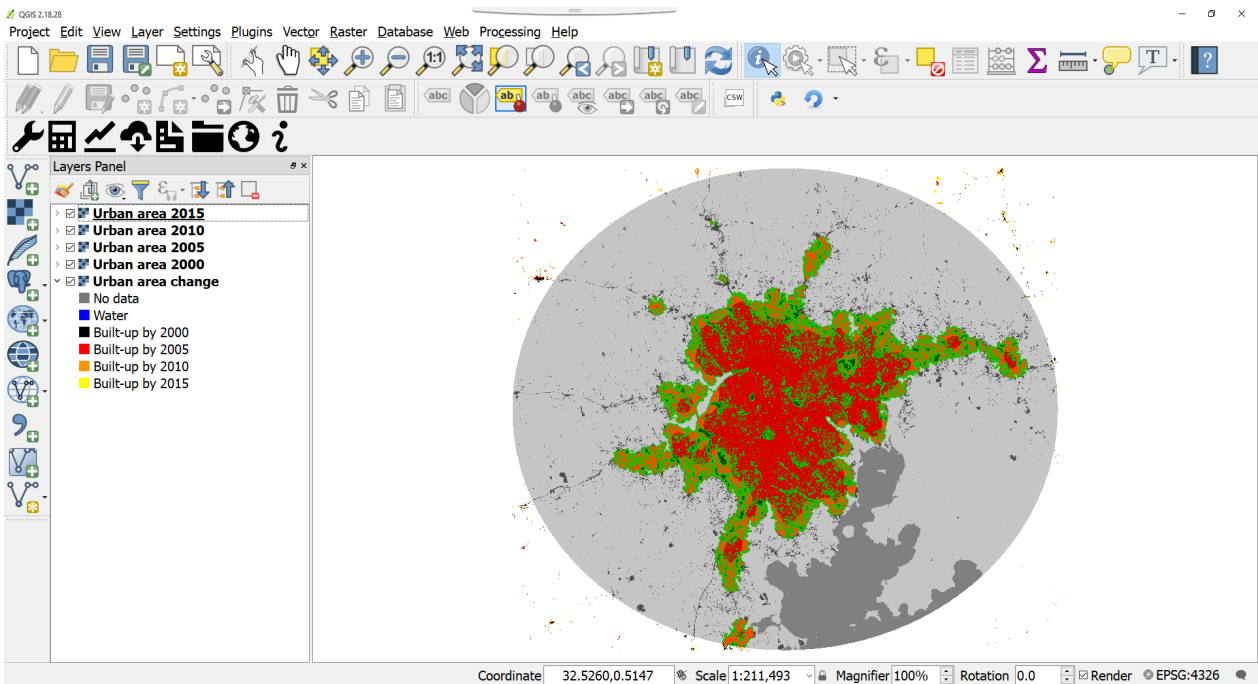 QGIS 2.18.28
Project Edit View Layer Settings Plugins Vector Raster Database Web Processing Help
1:1
T
?
abc abc abc abc abc abc abc CSW
Layers Panel
Urban area 2015
Urban area 2010
Urban area 2005
Urban area 2000
Urban area change
No data
Water
Built-up by 2000
Built-up by 2005
Built-up by 2010
Built-up by 2015
Coordinate 32.5260,0.5147 Scale 1:211,493 Magnifier 100% Rotation 0.0 Render EPSG:4326